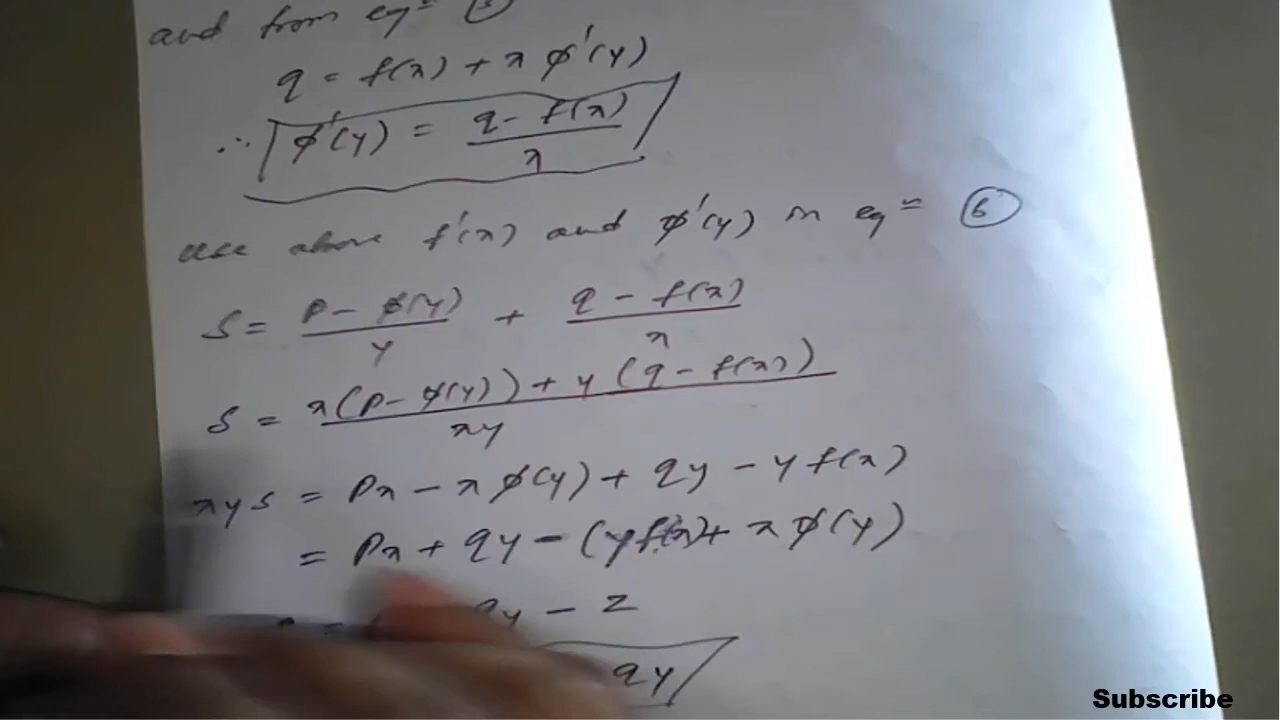 and from eqⁿ
q = f(x) + x ϕ'(y)
∴ ϕ'(y) = (q - f(x))/x
use above f'(x) and ϕ'(y) in eqⁿ ⑥
S = (P - ϕ(y))/y + (q - f(x))/x
S = (x(P - ϕ(y)) + y(q - f(x)))/xy
xys = Px - xϕ(y) + qy - yf(x)
= Px + qy - (yf(x) + xϕ(y))
qy - z
qy
Subscribe